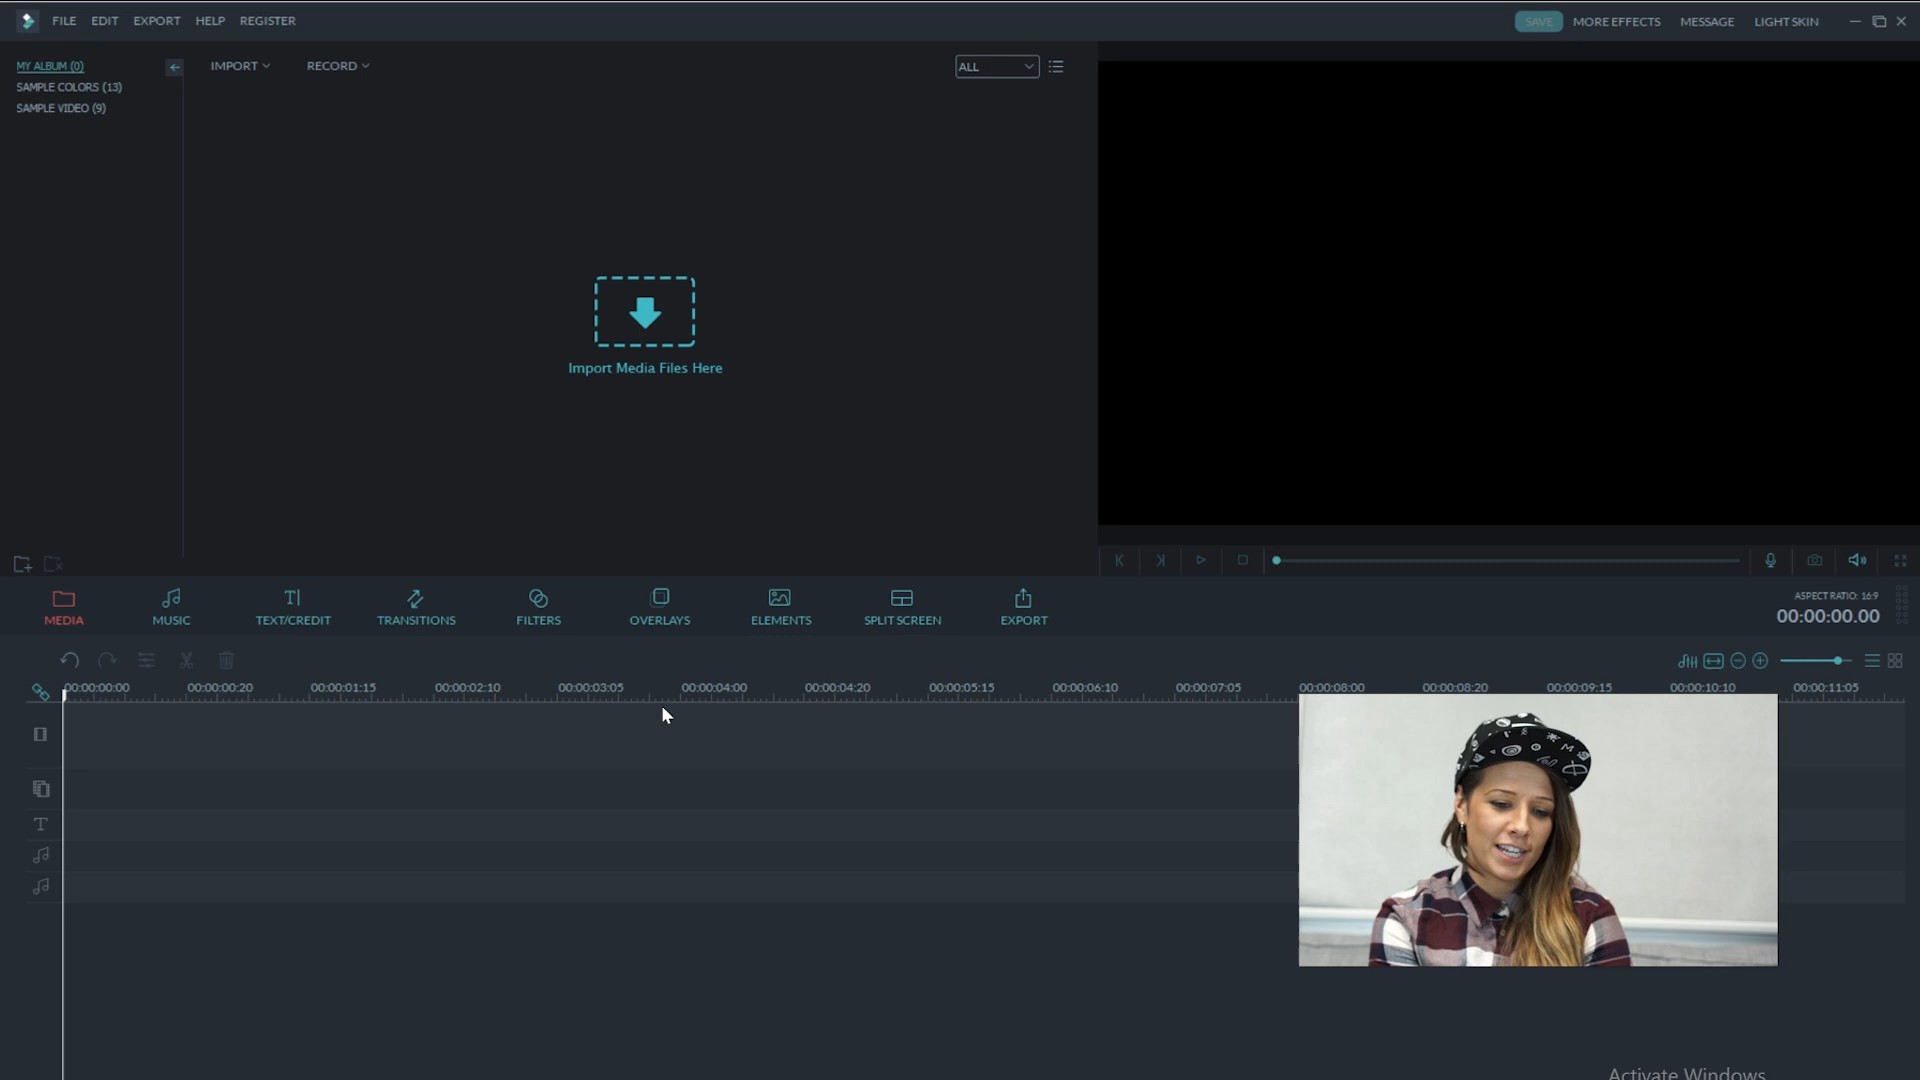 FILE EDIT EXPORT HELP REGISTER
SAVE MORE EFFECTS MESSAGE LIGHT SKIN
MY ALBUM (0)
SAMPLE COLORS (13)
SAMPLE VIDEO (9)
IMPORT RECORD ALL
Import Media Files Here
MEDIA MUSIC TEXT/CREDIT TRANSITIONS FILTERS OVERLAYS ELEMENTS SPLIT SCREEN EXPORT
ASPECT RATIO: 16:9
00:00:00.00
00:00:00:00 00:00:00:20 00:00:01:15 00:00:02:10 00:00:03:05 00:00:04:00 00:00:04:20 00:00:05:15 00:00:06:10 00:00:07:05 00:00:08:00 00:00:08:20 00:00:09:15 00:00:10:10 00:00:11:05
Activate Windows